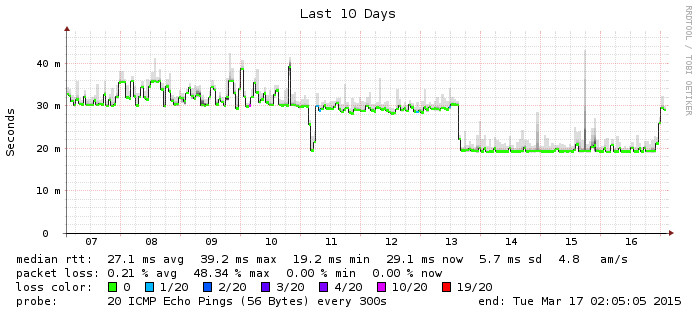 Last 10 Days
RRDTOOL / TOBI OETIKER
Seconds
40 m
30 m
20 m
10 m
0
07 08 09 10 11 12 13 14 15 16
median rtt: 27.1 ms avg 39.2 ms max 19.2 ms min 29.1 ms now 5.7 ms sd 4.8 am/s
packet loss: 0.21 % avg 48.34 % max 0.00 % min 0.00 % now
loss color: 0 1/20 2/20 3/20 4/20 10/20 19/20
probe: 20 ICMP Echo Pings (56 Bytes) every 300s end: Tue Mar 17 02:05:05 2015